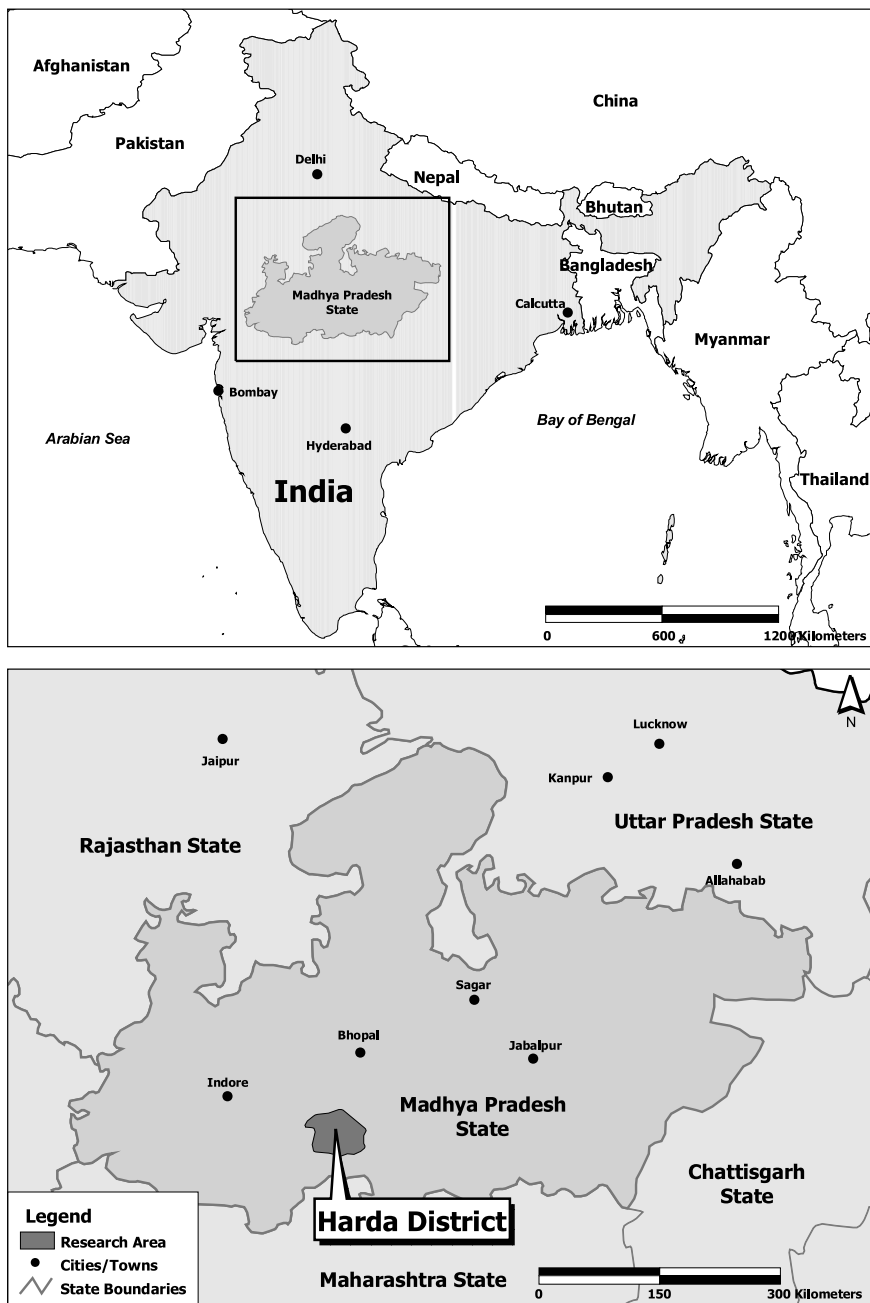 Afghanistan
China
Pakistan
Delhi
Nepal
Bhutan
Bangladesh
Madhya Pradesh
State
Calcutta
Myanmar
Bombay
Bay of Bengal
Arabian Sea
Hyderabad
India
Thailand
0 600 1200 Kilometers
N
Lucknow
Jaipur
Kanpur
Uttar Pradesh State
Rajasthan State
Allahabab
Sagar
Bhopal
Jabalpur
Indore
Madhya Pradesh
State
Chattisgarh
State
Harda District
Legend
Research Area
Cities/Towns
State Boundaries
Maharashtra State
0 150 300 Kilometers